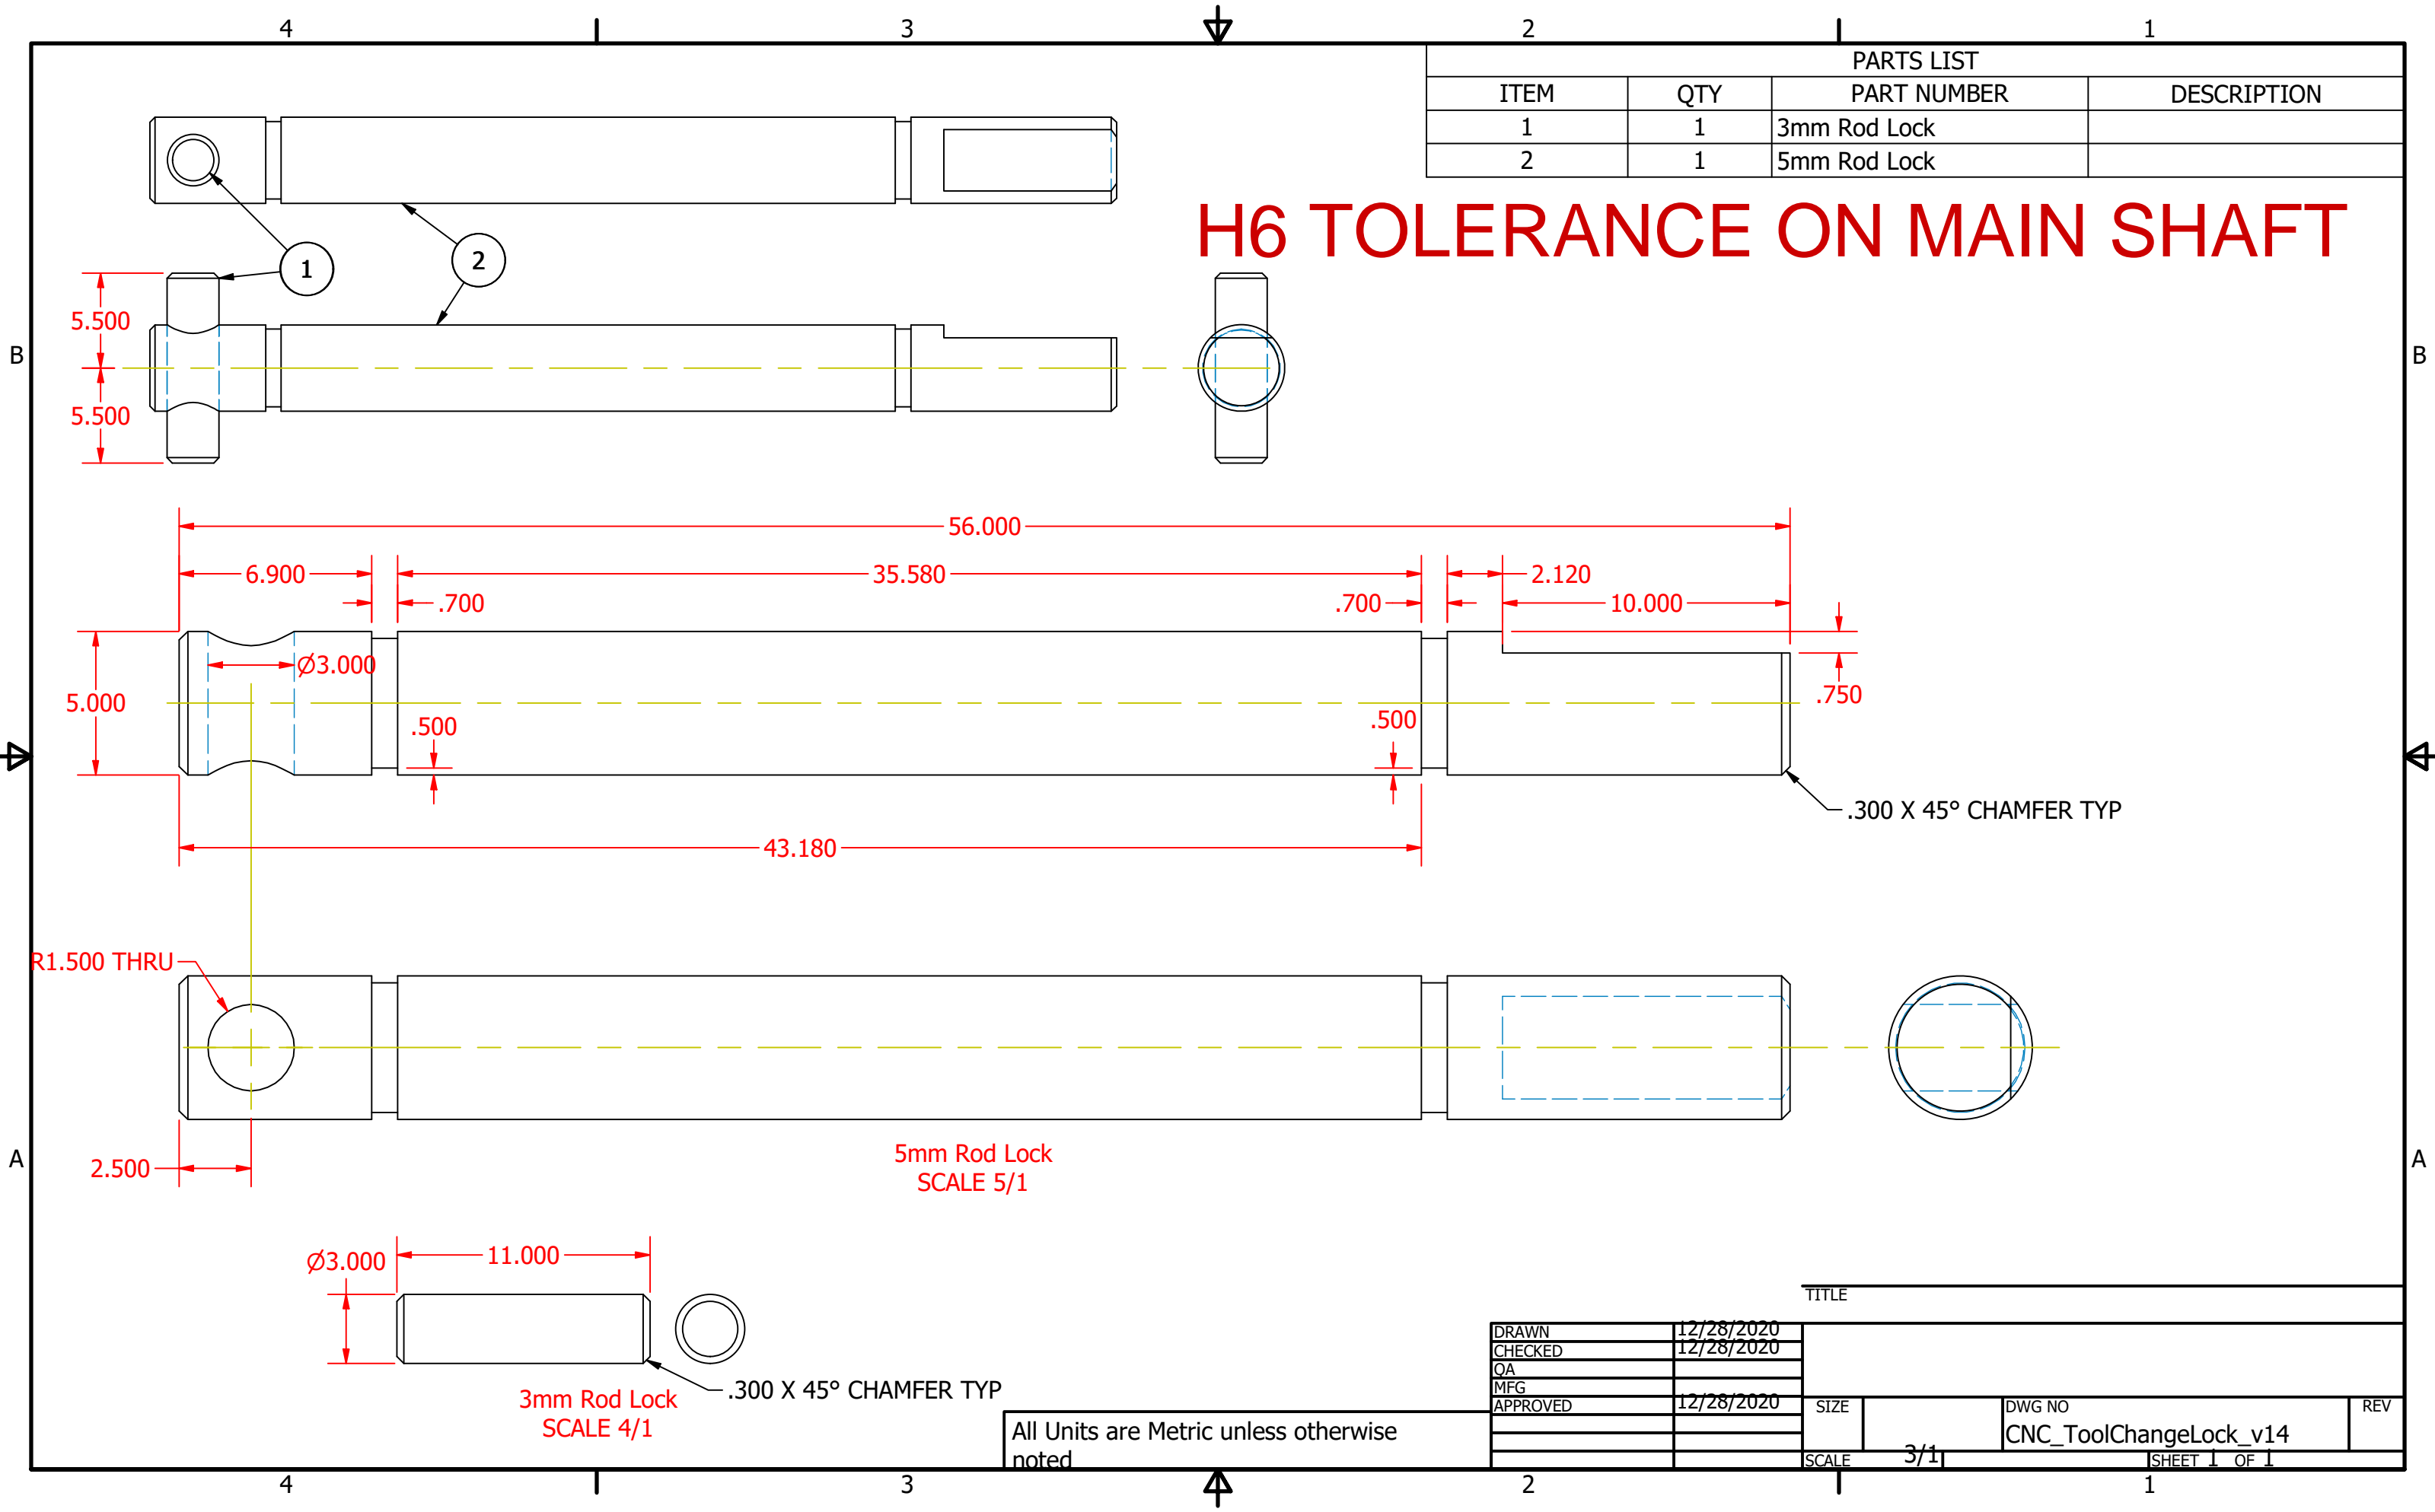 4 3 2 1
PARTS LIST
ITEM QTY PART NUMBER DESCRIPTION
1 1 3mm Rod Lock
2 1 5mm Rod Lock
H6 TOLERANCE ON MAIN SHAFT
1
2
5.500
5.500
B
B
56.000
6.900
35.580
2.120
.700
.700
10.000
Ø3.000
5.000
.750
.500
.500
.300 X 45° CHAMFER TYP
43.180
R1.500 THRU
2.500
A
A
5mm Rod Lock
SCALE 5/1
Ø3.000
11.000
.300 X 45° CHAMFER TYP
3mm Rod Lock
SCALE 4/1
All Units are Metric unless otherwise
noted
TITLE
DRAWN 12/28/2020
CHECKED 12/28/2020
QA
MFG
APPROVED 12/28/2020
SIZE
DWG NO
REV
CNC_ToolChangeLock_v14
SCALE 3/1
SHEET 1 OF 1
4 3 2 1